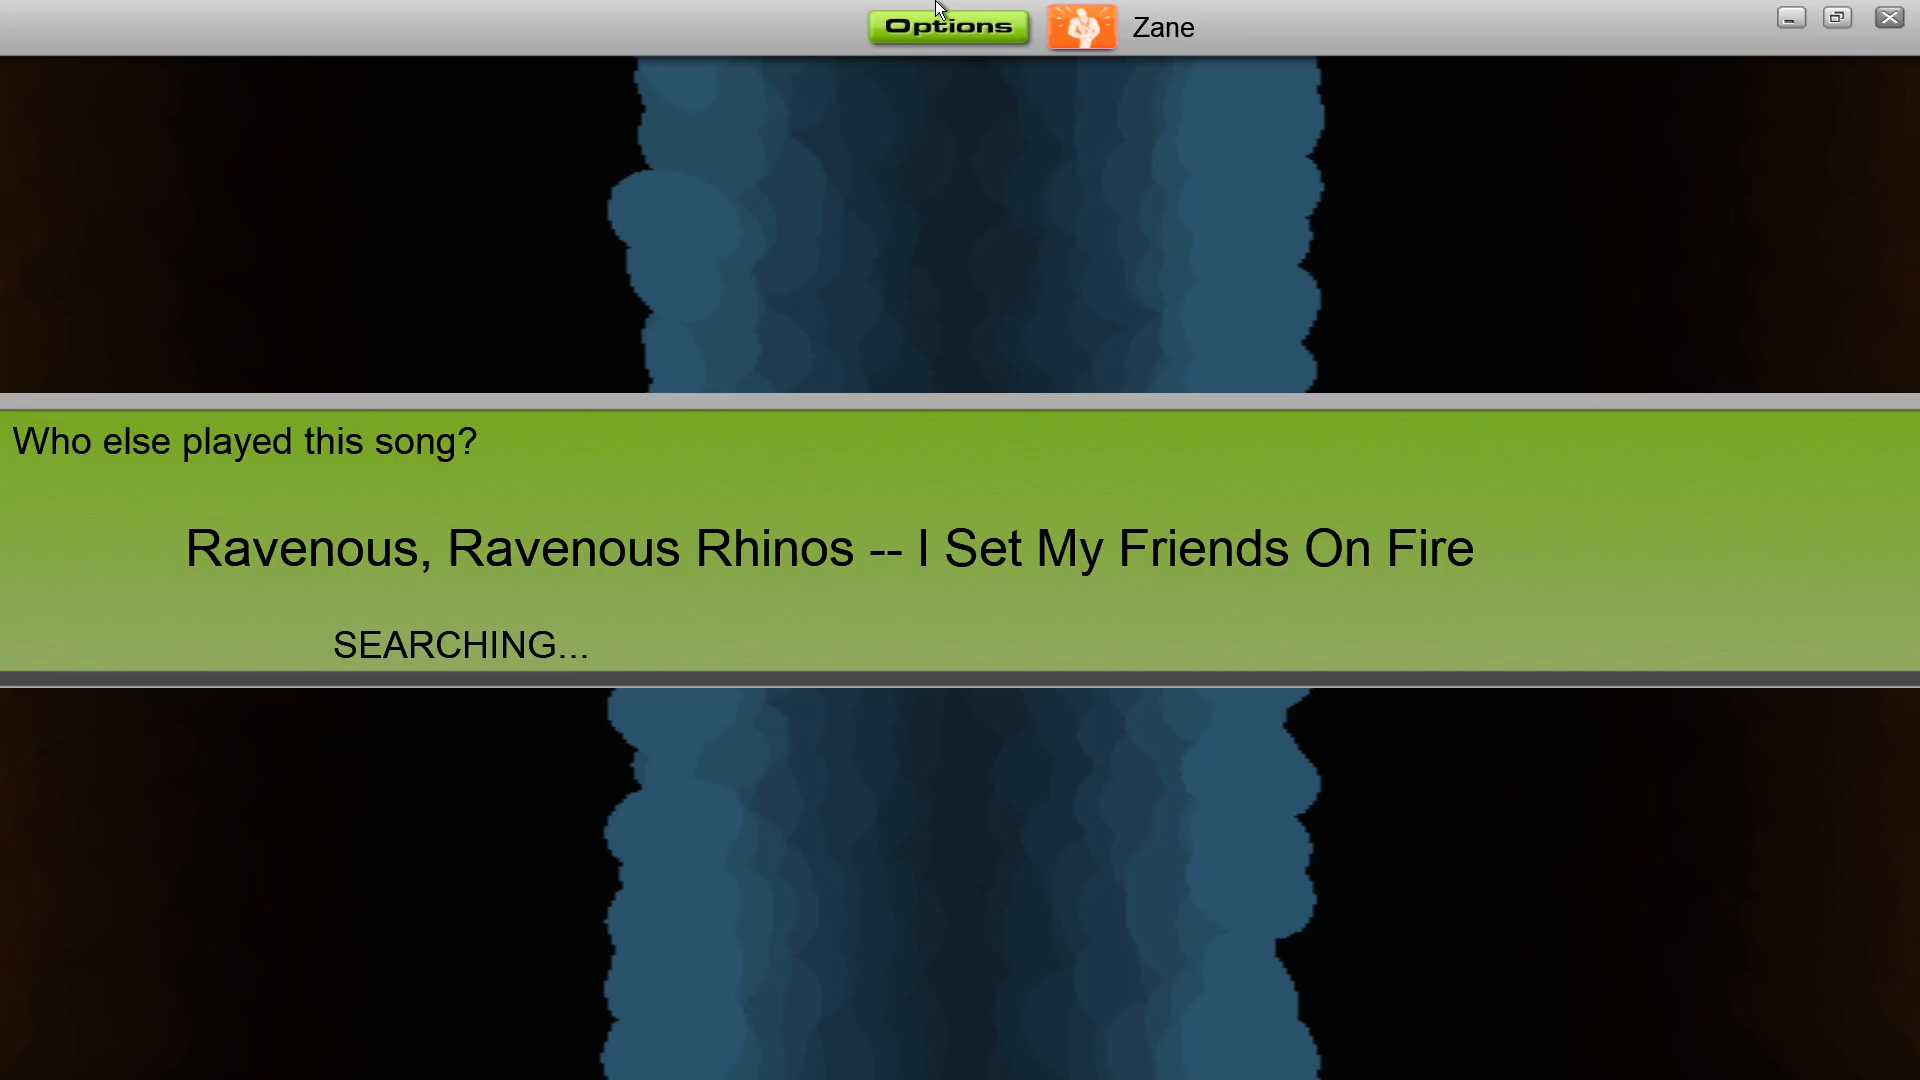 Options
Zane
Who else played this song?
Ravenous, Ravenous Rhinos -- I Set My Friends On Fire
SEARCHING...